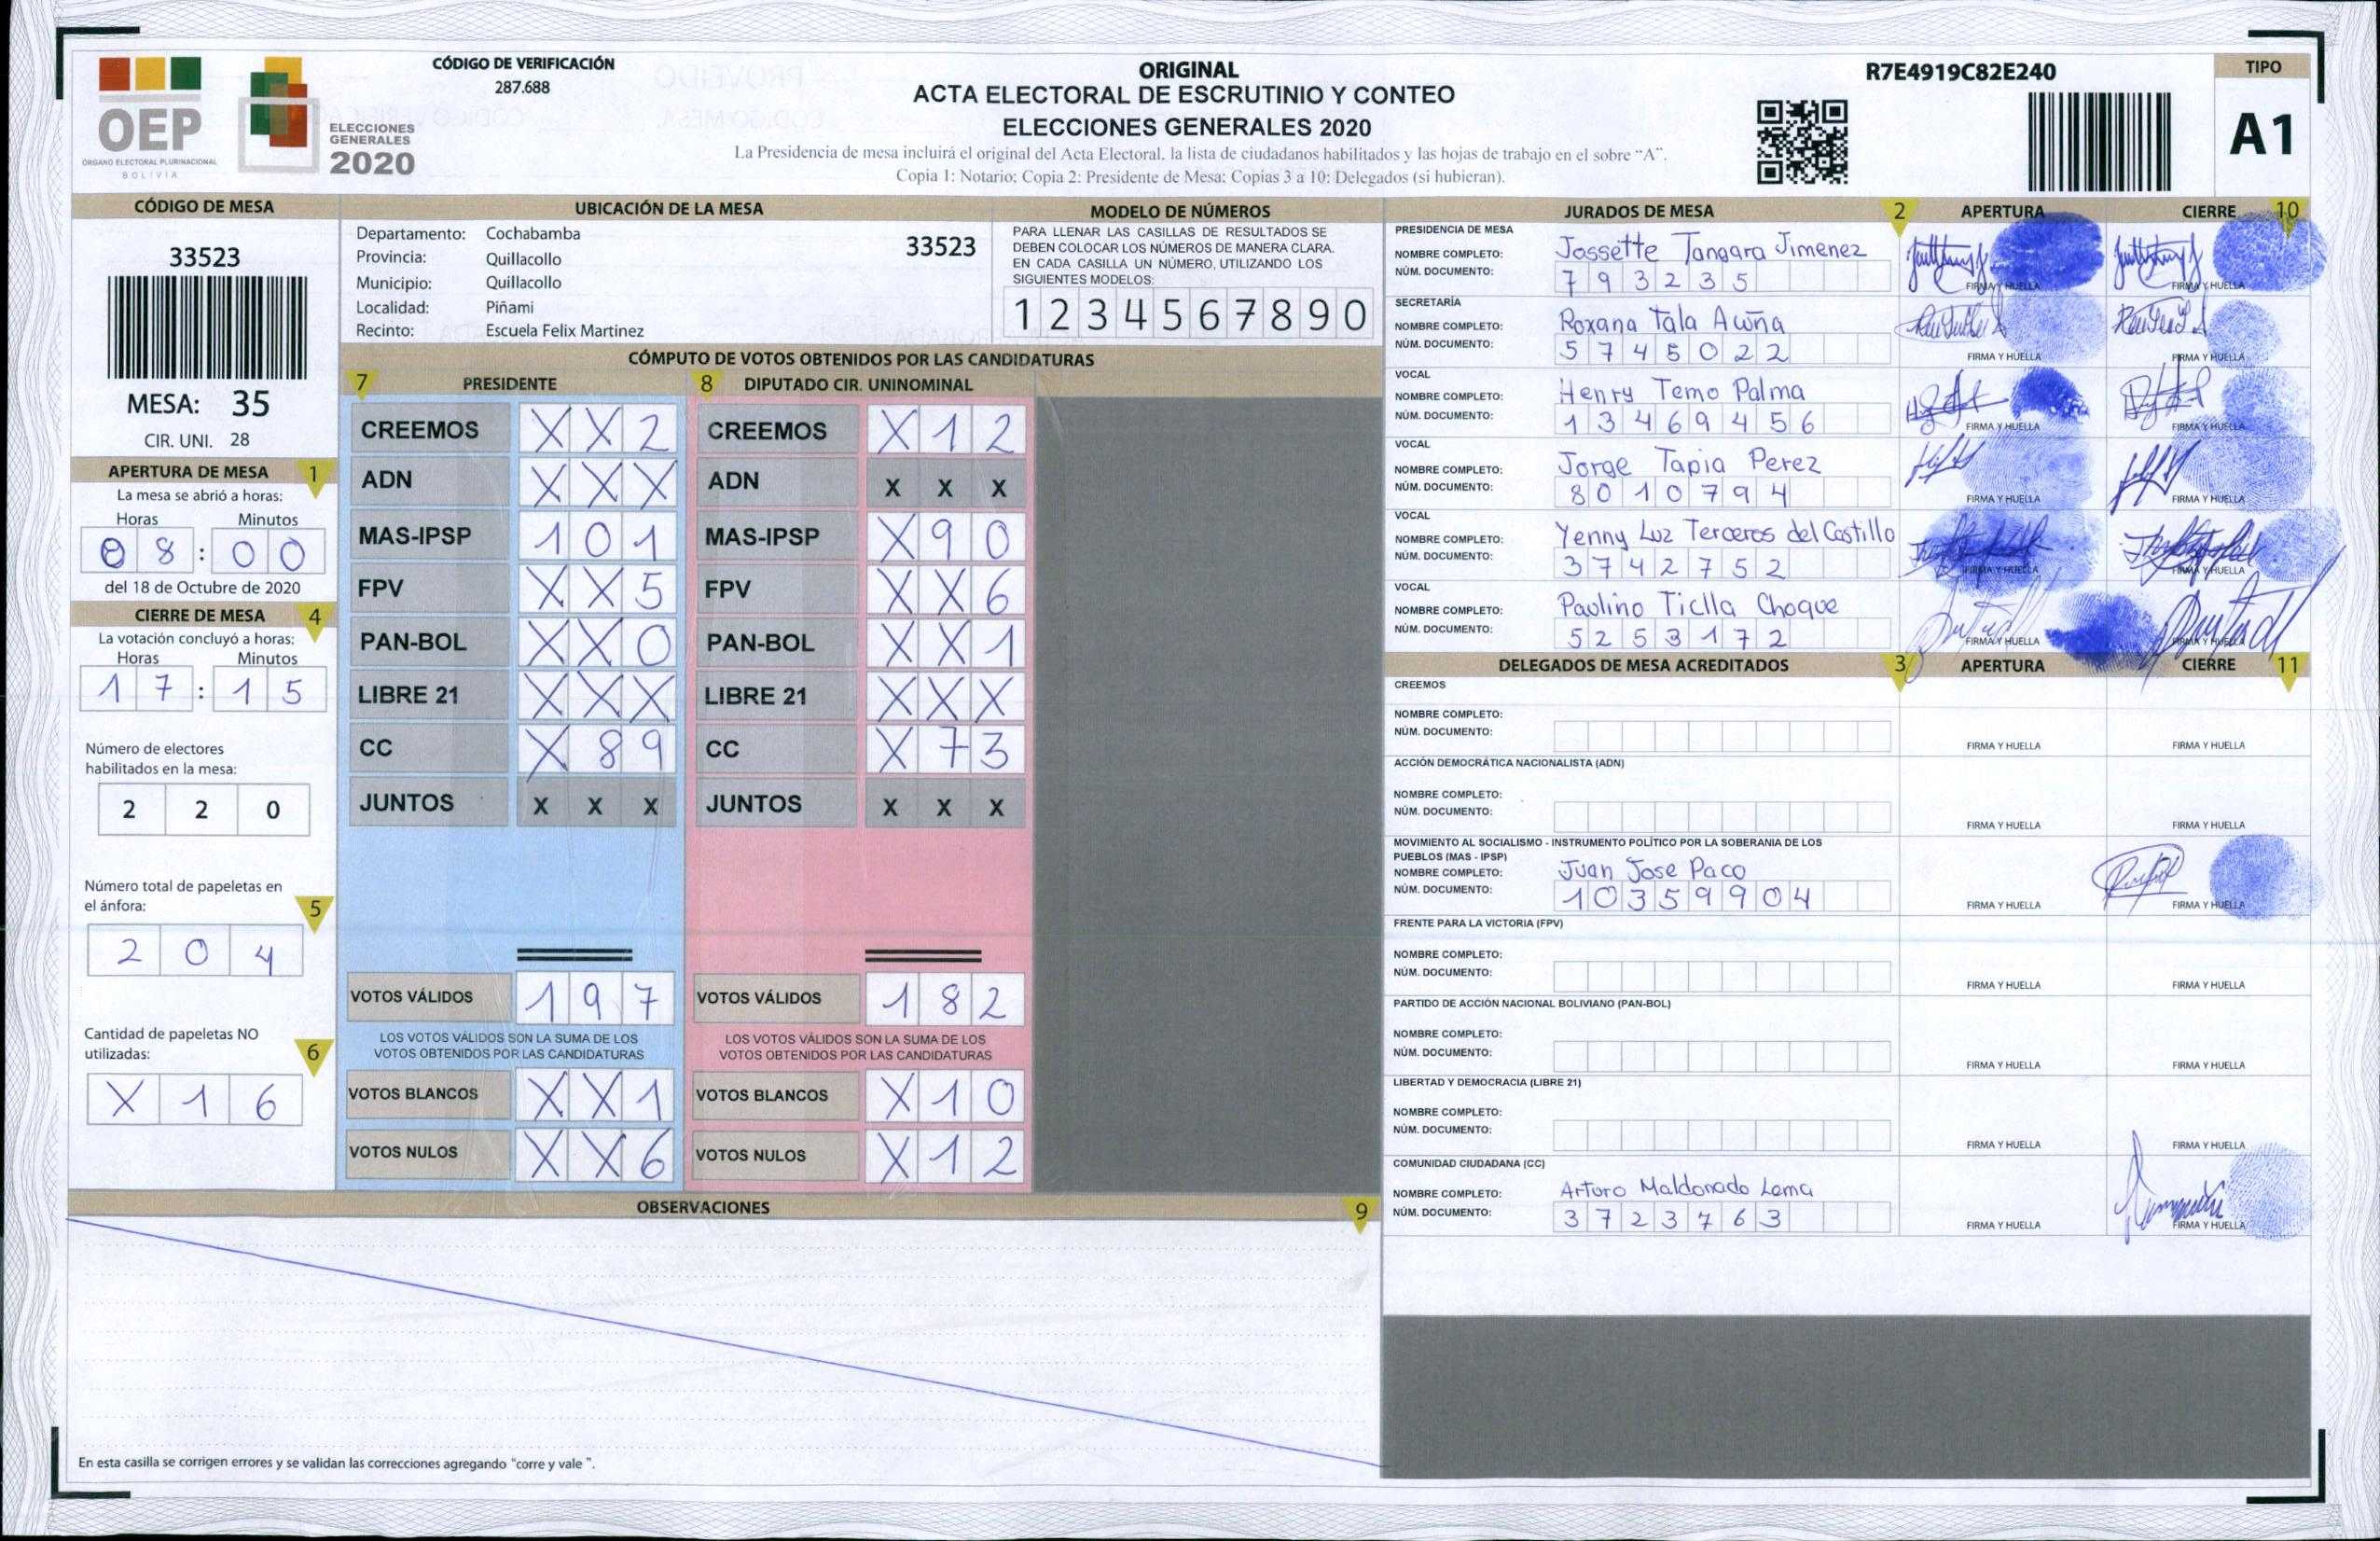 OEP
ÓRGANO ELECTORAL PLURINACIONAL
BOLIVIA
ELECCIONES
GENERALES
2020
CÓDIGO DE VERIFICACIÓN
287.688
ORIGINAL
ACTA ELECTORAL DE ESCRUTINIO Y CONTEO
ELECCIONES GENERALES 2020
La Presidencia de mesa incluirá el original del Acta Electoral, la lista de ciudadanos habilitados y las hojas de trabajo en el sobre "A".
Copia 1: Notario; Copia 2: Presidente de Mesa; Copias 3 a 10: Delegados (si hubieran).
R7E4919C82E240
TIPO
A1
CÓDIGO DE MESA
33523
MESA: 35
CIR. UNI. 28
APERTURA DE MESA 1
La mesa se abrió a horas:
Horas Minutos
0 8 : 0 0
del 18 de Octubre de 2020
CIERRE DE MESA 4
La votación concluyó a horas:
Horas Minutos
1 7 : 1 5
Número de electores
habilitados en la mesa:
2 2 0
Número total de papeletas en
el ánfora: 5
2 0 4
Cantidad de papeletas NO
utilizadas: 6
X 1 6
UBICACIÓN DE LA MESA
Departamento: Cochabamba
33523
Provincia: Quillacollo
Municipio: Quillacollo
Localidad: Piñami
Recinto: Escuela Felix Martinez
MODELO DE NÚMEROS
PARA LLENAR LAS CASILLAS DE RESULTADOS SE
DEBEN COLOCAR LOS NÚMEROS DE MANERA CLARA.
EN CADA CASILLA UN NÚMERO, UTILIZANDO LOS
SIGUIENTES MODELOS:
1 2 3 4 5 6 7 8 9 0
CÓMPUTO DE VOTOS OBTENIDOS POR LAS CANDIDATURAS
7 PRESIDENTE 8 DIPUTADO CIR. UNINOMINAL
CREEMOS X X 2 CREEMOS X 1 2
ADN X X X ADN X X X
MAS-IPSP 1 0 1 MAS-IPSP X 9 0
FPV X X 5 FPV X X 6
PAN-BOL X X 0 PAN-BOL X X 1
LIBRE 21 X X X LIBRE 21 X X X
CC X 8 9 CC X 7 3
JUNTOS X X X JUNTOS X X X
VOTOS VÁLIDOS 1 9 7 VOTOS VÁLIDOS 1 8 2
LOS VOTOS VÁLIDOS SON LA SUMA DE LOS LOS VOTOS VÁLIDOS SON LA SUMA DE LOS
VOTOS OBTENIDOS POR LAS CANDIDATURAS VOTOS OBTENIDOS POR LAS CANDIDATURAS
VOTOS BLANCOS X X 1 VOTOS BLANCOS X 1 0
VOTOS NULOS X X 6 VOTOS NULOS X 1 2
OBSERVACIONES 9
En esta casilla se corrigen errores y se validan las correcciones agregando "corre y vale ".
JURADOS DE MESA 2 APERTURA CIERRE 10
PRESIDENCIA DE MESA
NOMBRE COMPLETO: Jossette Tangara Jimenez
NÚM. DOCUMENTO: 7 9 3 2 3 5 FIRMA Y HUELLA FIRMA Y HUELLA
SECRETARÍA
NOMBRE COMPLETO: Roxana Tala Acuña
NÚM. DOCUMENTO: 5 7 4 5 0 2 2 FIRMA Y HUELLA FIRMA Y HUELLA
VOCAL
NOMBRE COMPLETO: Henry Temo Palma
NÚM. DOCUMENTO: 1 3 4 6 9 4 5 6 FIRMA Y HUELLA FIRMA Y HUELLA
VOCAL
NOMBRE COMPLETO: Jorge Tapia Perez
NÚM. DOCUMENTO: 8 0 1 0 7 9 4 FIRMA Y HUELLA FIRMA Y HUELLA
VOCAL
NOMBRE COMPLETO: Yenny Luz Terceros del Castillo
NÚM. DOCUMENTO: 3 7 4 2 7 5 2 FIRMA Y HUELLA FIRMA Y HUELLA
VOCAL
NOMBRE COMPLETO: Paulino Ticlla Choque
NÚM. DOCUMENTO: 5 2 5 3 1 7 2 FIRMA Y HUELLA FIRMA Y HUELLA
DELEGADOS DE MESA ACREDITADOS 3 APERTURA CIERRE 11
CREEMOS
NOMBRE COMPLETO:
NÚM. DOCUMENTO: FIRMA Y HUELLA FIRMA Y HUELLA
ACCIÓN DEMOCRÁTICA NACIONALISTA (ADN)
NOMBRE COMPLETO:
NÚM. DOCUMENTO: FIRMA Y HUELLA FIRMA Y HUELLA
MOVIMIENTO AL SOCIALISMO - INSTRUMENTO POLÍTICO POR LA SOBERANIA DE LOS
PUEBLOS (MAS - IPSP)
NOMBRE COMPLETO: Juan Jose Paco
NÚM. DOCUMENTO: 1 0 3 5 9 9 0 4 FIRMA Y HUELLA FIRMA Y HUELLA
FRENTE PARA LA VICTORIA (FPV)
NOMBRE COMPLETO:
NÚM. DOCUMENTO: FIRMA Y HUELLA FIRMA Y HUELLA
PARTIDO DE ACCIÓN NACIONAL BOLIVIANO (PAN-BOL)
NOMBRE COMPLETO:
NÚM. DOCUMENTO: FIRMA Y HUELLA FIRMA Y HUELLA
LIBERTAD Y DEMOCRACIA (LIBRE 21)
NOMBRE COMPLETO:
NÚM. DOCUMENTO: FIRMA Y HUELLA FIRMA Y HUELLA
COMUNIDAD CIUDADANA (CC)
NOMBRE COMPLETO: Arturo Maldonado Lema
NÚM. DOCUMENTO: 3 7 2 3 7 6 3 FIRMA Y HUELLA FIRMA Y HUELLA